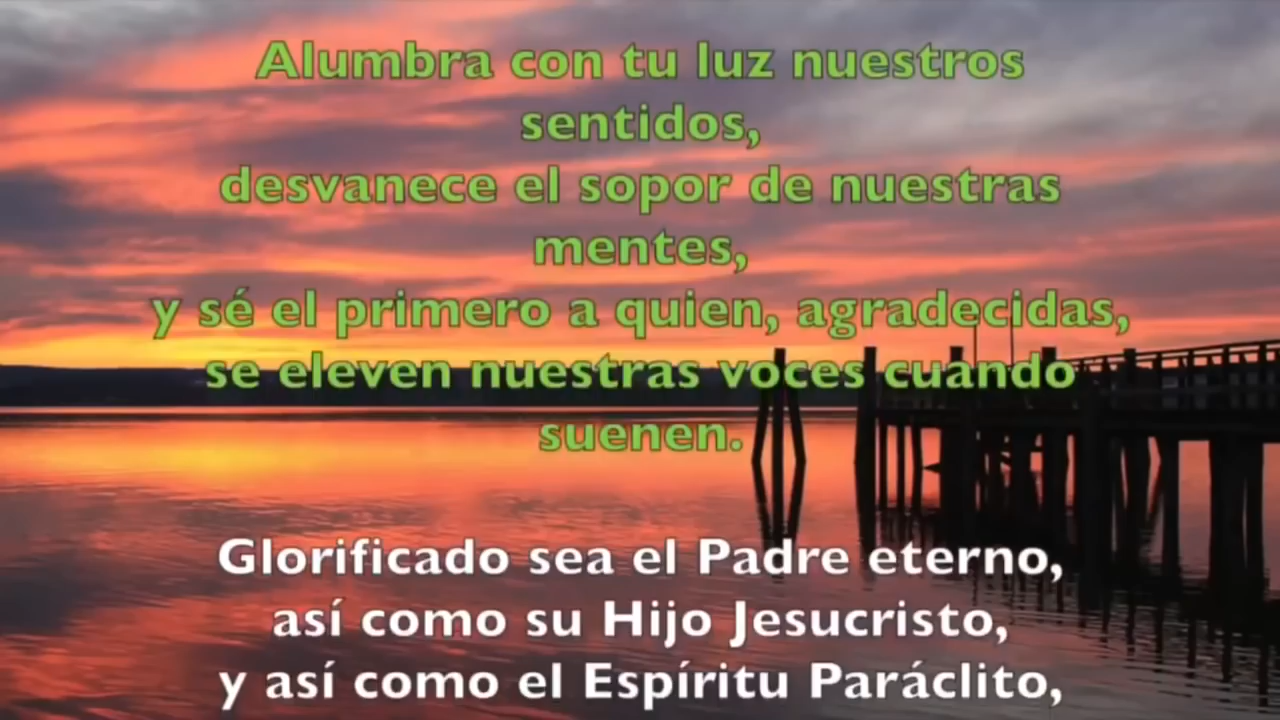 Alumbra con tu luz nuestros
sentidos,
desvanece el sopor de nuestras
mentes,
y sé el primero a quien, agradecidas,
se eleven nuestras voces cuando
suenen.
Glorificado sea el Padre eterno,
así como su Hijo Jesucristo,
y así como el Espíritu Paráclito,